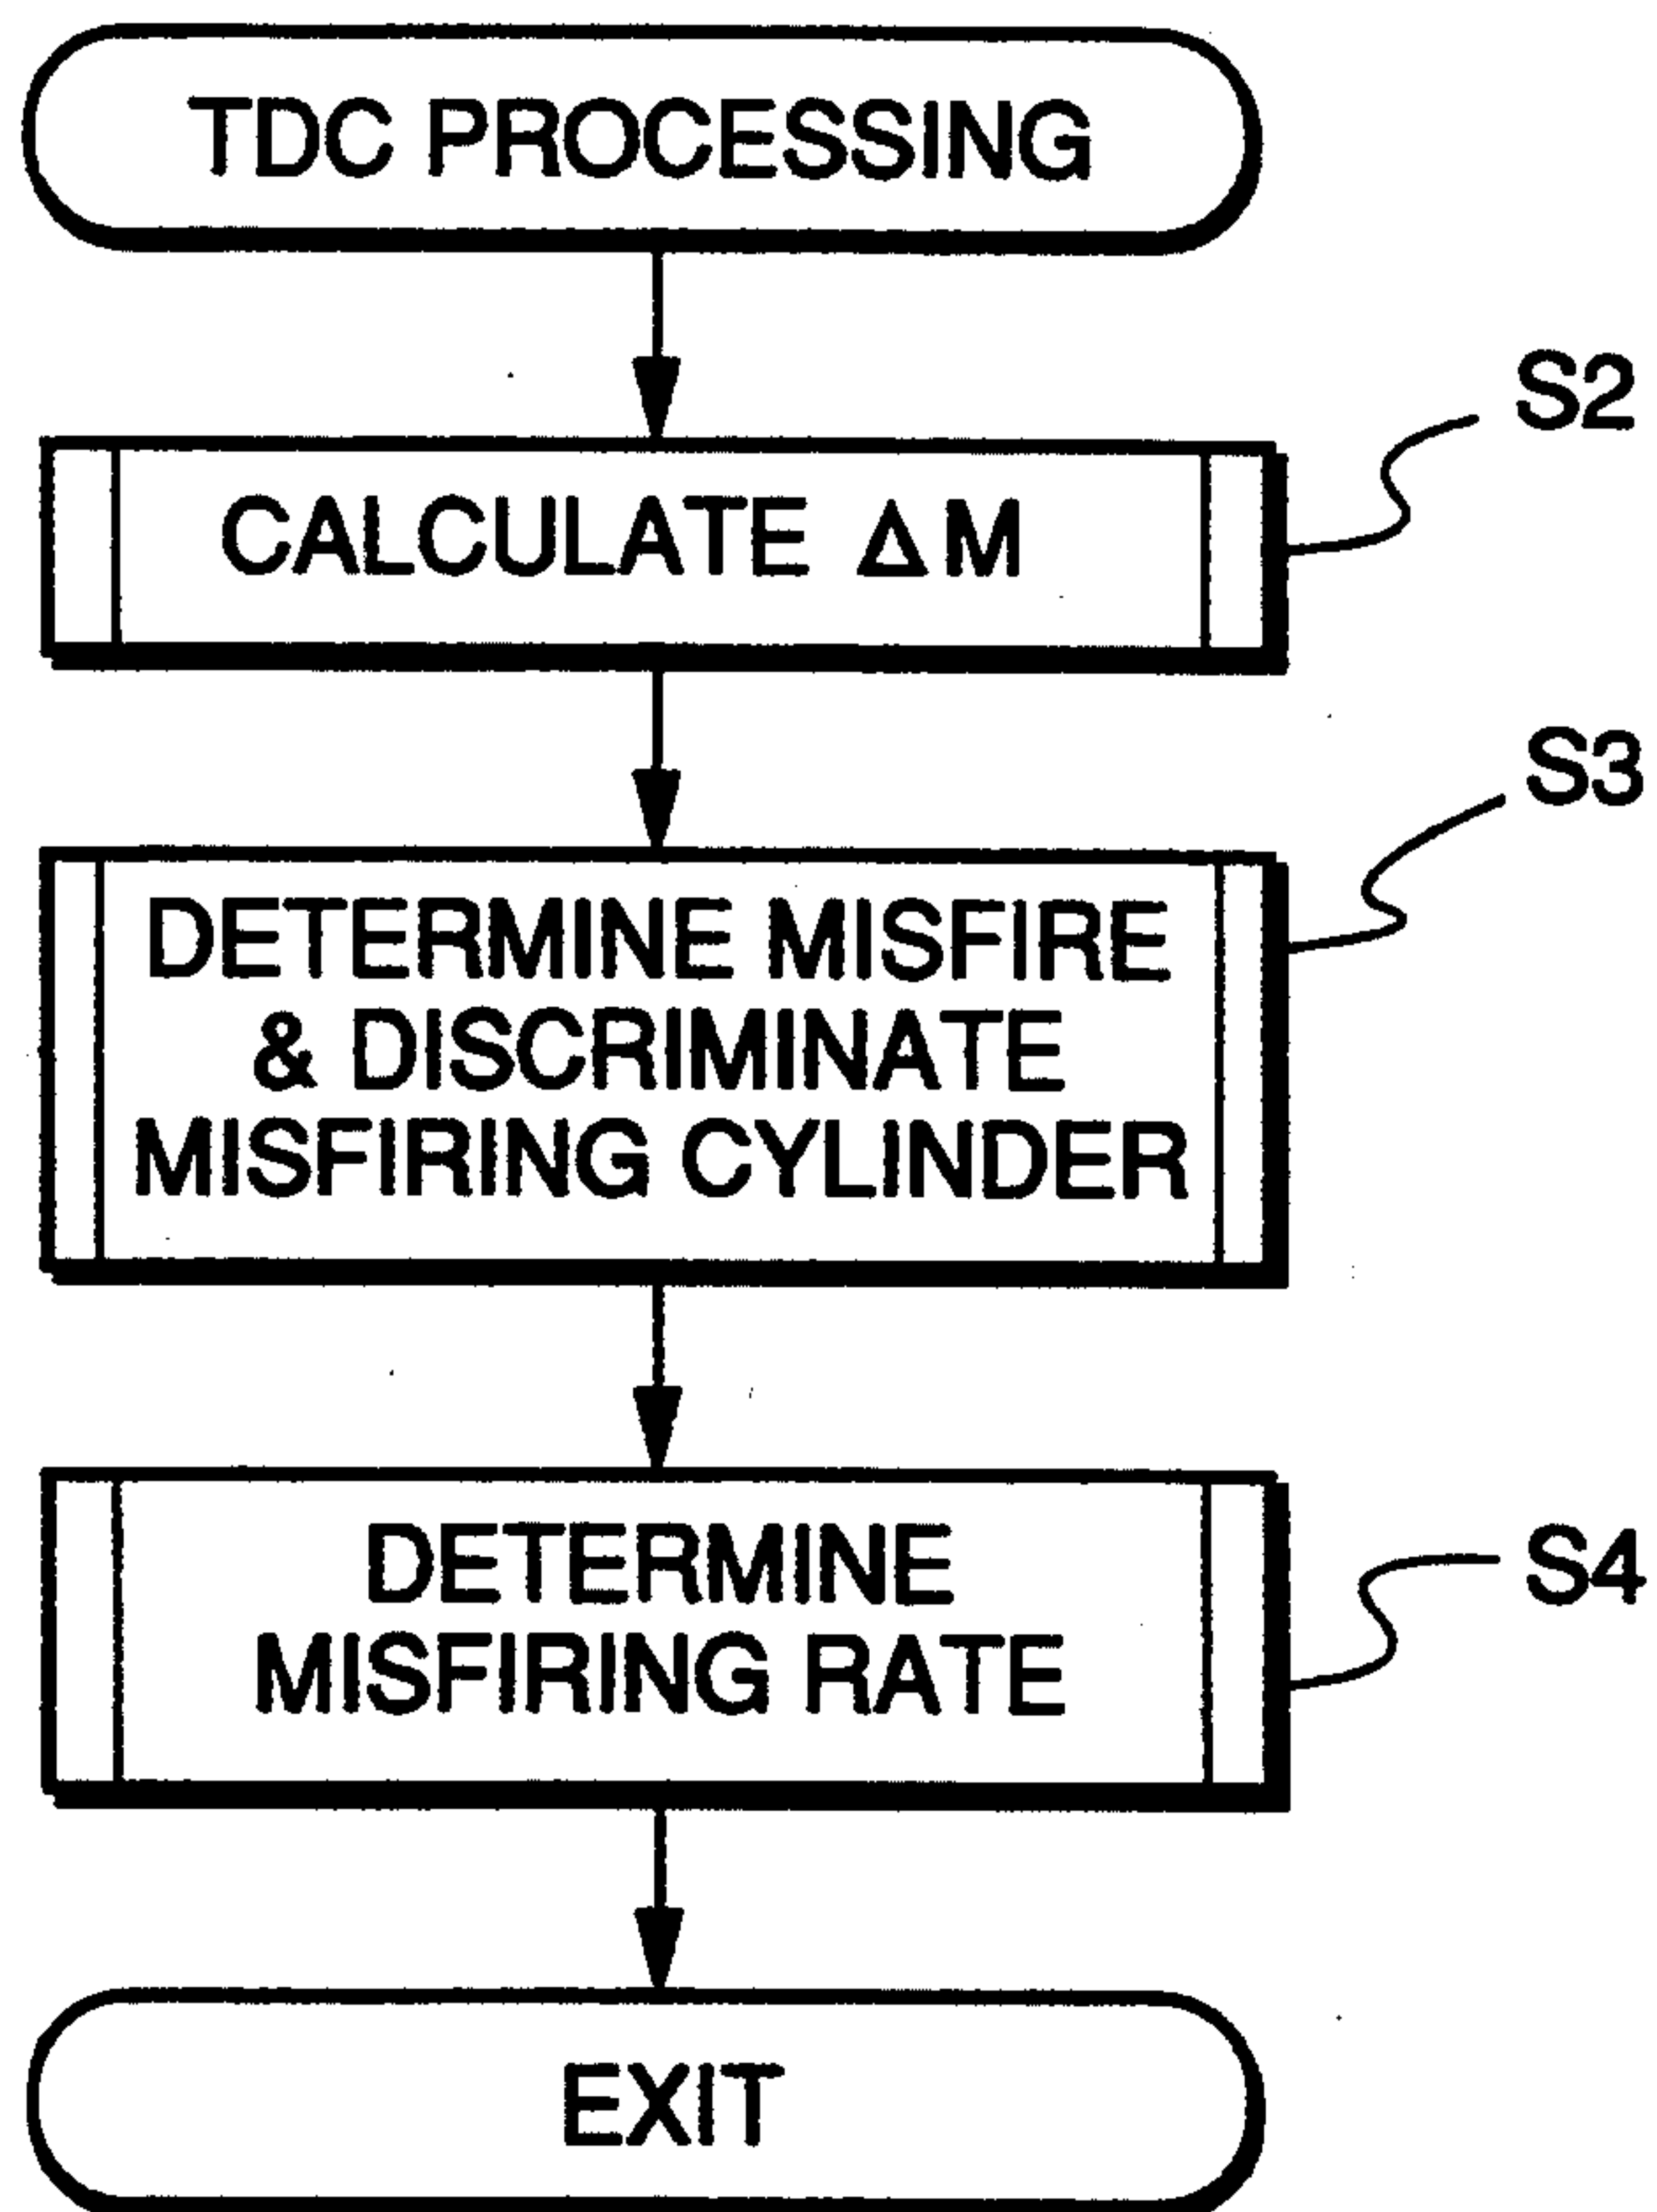 TDC PROCESSING
S2
CALCULATE ΔM
S3
DETERMINE MISFIRE
& DISCRIMINATE
MISFIRING CYLINDER
DETERMINE
S4
MISFIRING RATE
EXIT